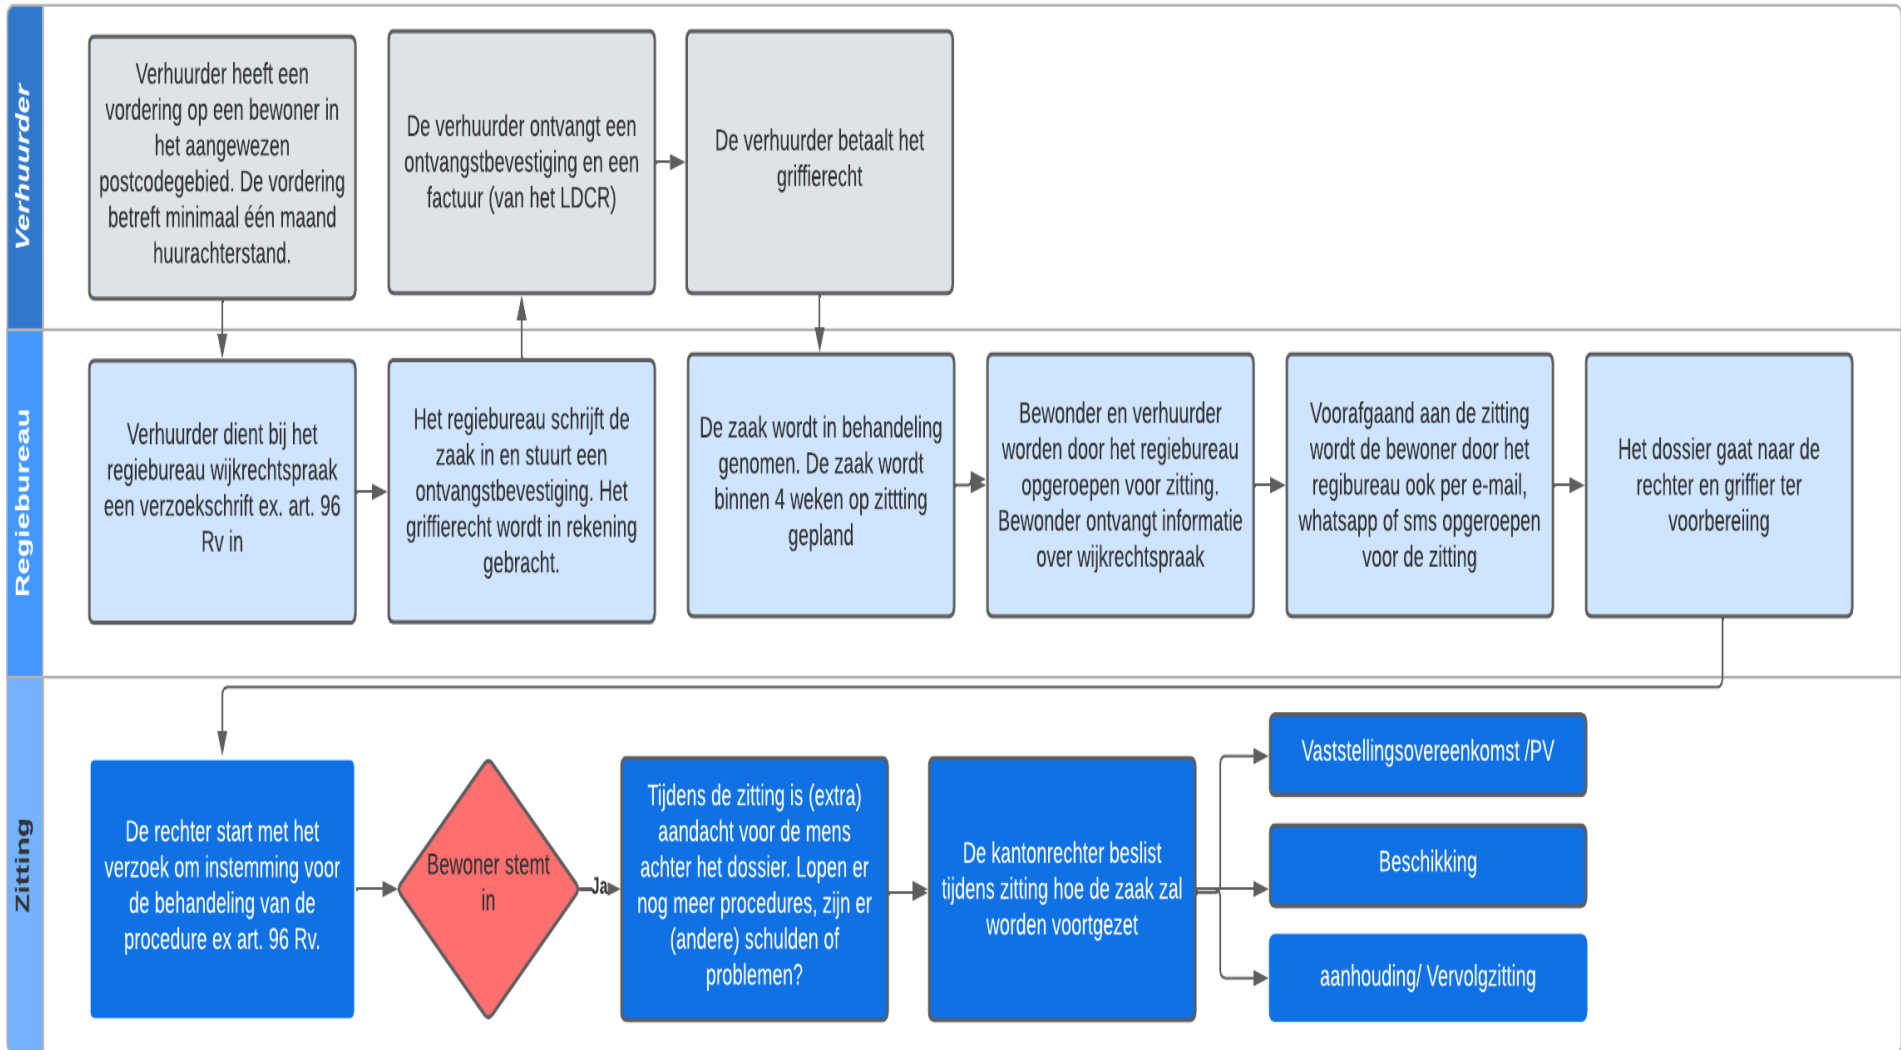 Verhuurder
Verhuurder heeft een
vordering op een bewoner in
het aangewezen
postcodegebied. De vordering
betreft minimaal één maand
huurachterstand.
De verhuurder ontvangt een
ontvangstbevestiging en een
factuur (van het LDCR)
De verhuurder betaalt het
griffierecht
Regiebureau
Verhuurder dient bij het
regiebureau wijkrechtspraak
een verzoekschrift ex. art. 96
Rv in
Het regiebureau schrijft de
zaak in en stuurt een
ontvangstbevestiging. Het
griffierecht wordt in rekening
gebracht.
De zaak wordt in behandeling
genomen. De zaak wordt
binnen 4 weken op zittting
gepland
Bewonder en verhuurder
worden door het regiebureau
opgeroepen voor zitting.
Bewonder ontvangt informatie
over wijkrechtspraak
Voorafgaand aan de zitting
wordt de bewoner door het
regibureau ook per e-mail,
whatsapp of sms opgeroepen
voor de zitting
Het dossier gaat naar de
rechter en griffier ter
voorbereiing
Zitting
De rechter start met het
verzoek om instemming voor
de behandeling van de
procedure ex art. 96 Rv.
Bewoner stemt
in
Ja
Tijdens de zitting is (extra)
aandacht voor de mens
achter het dossier. Lopen er
nog meer procedures, zijn er
(andere) schulden of
problemen?
De kantonrechter beslist
tijdens zitting hoe de zaak zal
worden voortgezet
Vaststellingsovereenkomst /PV
Beschikking
aanhouding/ Vervolgzitting